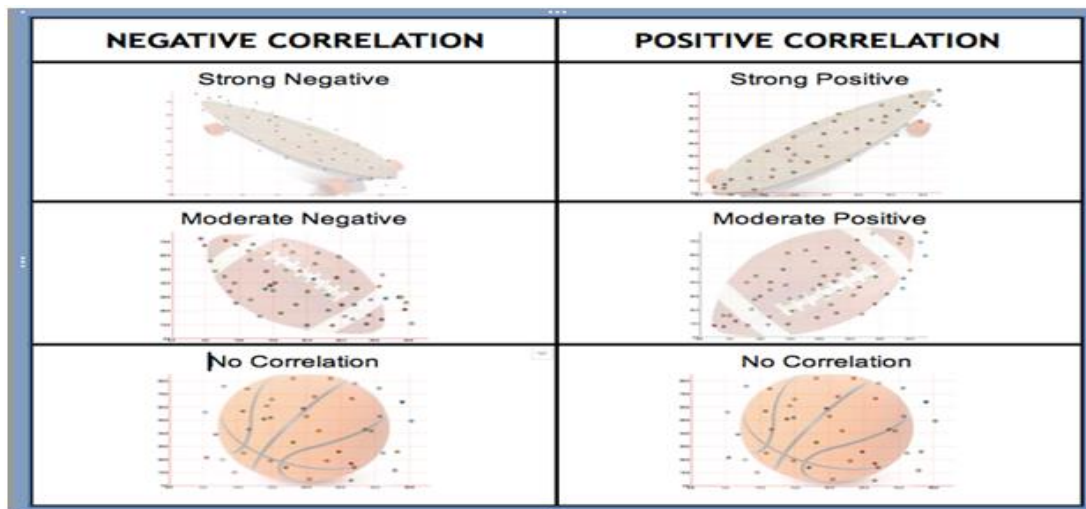 NEGATIVE CORRELATION
POSITIVE CORRELATION
Strong Negative
Strong Positive
Moderate Negative
Moderate Positive
No Correlation
No Correlation